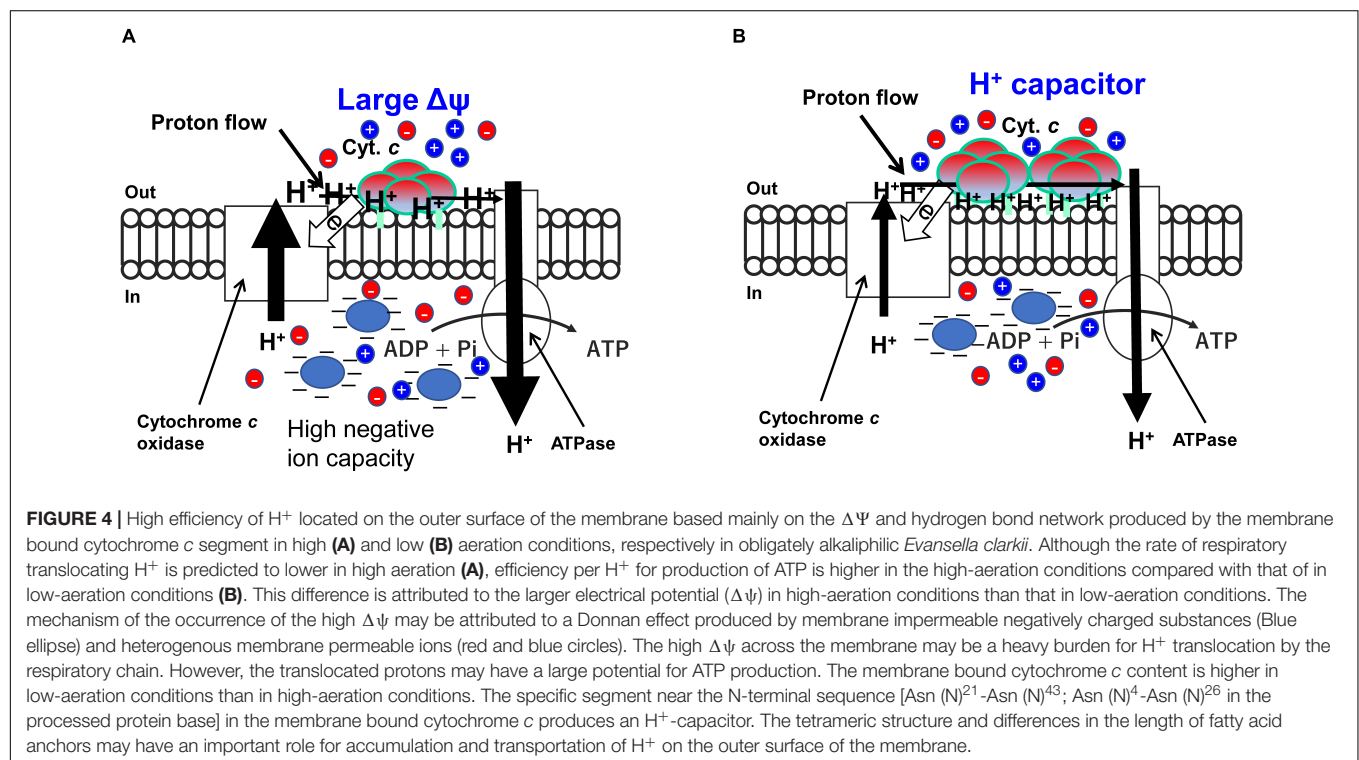 A
Large Δψ
Proton flow
Cyt. c
H⁺ H⁺ H⁺ H⁺ H⁺
Out
e
In
H⁺
ADP + Pi
ATP
Cytochrome c
oxidase
High negative
ion capacity
H⁺
ATPase
B
H⁺ capacitor
Proton flow
Cyt. c
Out
H⁺ H⁺
H⁺ H⁺ H⁺ H⁺ H⁺
e
In
H⁺
ADP + Pi
ATP
Cytochrome c
oxidase
H⁺
ATPase
FIGURE 4 | High efficiency of H⁺ located on the outer surface of the membrane based mainly on the ΔΨ and hydrogen bond network produced by the membrane
bound cytochrome c segment in high (A) and low (B) aeration conditions, respectively in obligately alkaliphilic Evansella clarkii. Although the rate of respiratory
translocating H⁺ is predicted to lower in high aeration (A), efficiency per H⁺ for production of ATP is higher in the high-aeration conditions compared with that of in
low-aeration conditions (B). This difference is attributed to the larger electrical potential (Δψ) in high-aeration conditions than that in low-aeration conditions. The
mechanism of the occurrence of the high Δψ may be attributed to a Donnan effect produced by membrane impermeable negatively charged substances (Blue
ellipse) and heterogenous membrane permeable ions (red and blue circles). The high Δψ across the membrane may be a heavy burden for H⁺ translocation by the
respiratory chain. However, the translocated protons may have a large potential for ATP production. The membrane bound cytochrome c content is higher in
low-aeration conditions than in high-aeration conditions. The specific segment near the N-terminal sequence [Asn (N)²¹-Asn (N)⁴³; Asn (N)⁴-Asn (N)²⁶ in the
processed protein base] in the membrane bound cytochrome c produces an H⁺-capacitor. The tetrameric structure and differences in the length of fatty acid
anchors may have an important role for accumulation and transportation of H⁺ on the outer surface of the membrane.